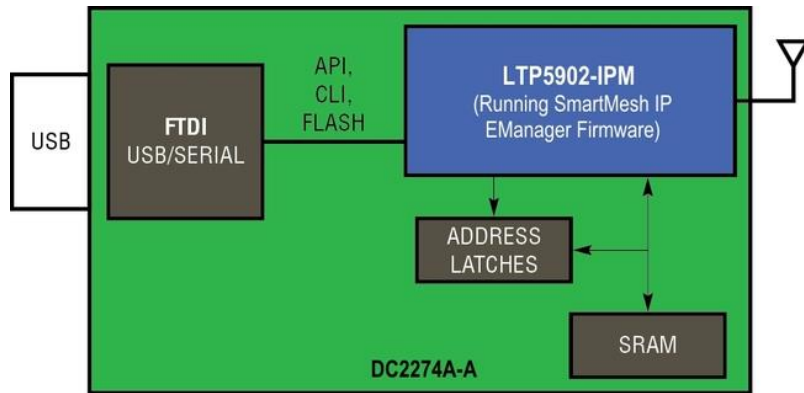 USB
FTDI
USB/SERIAL
API,
CLI,
FLASH
LTP5902-IPM
(Running SmartMesh IP
EManager Firmware)
ADDRESS
LATCHES
SRAM
DC2274A-A